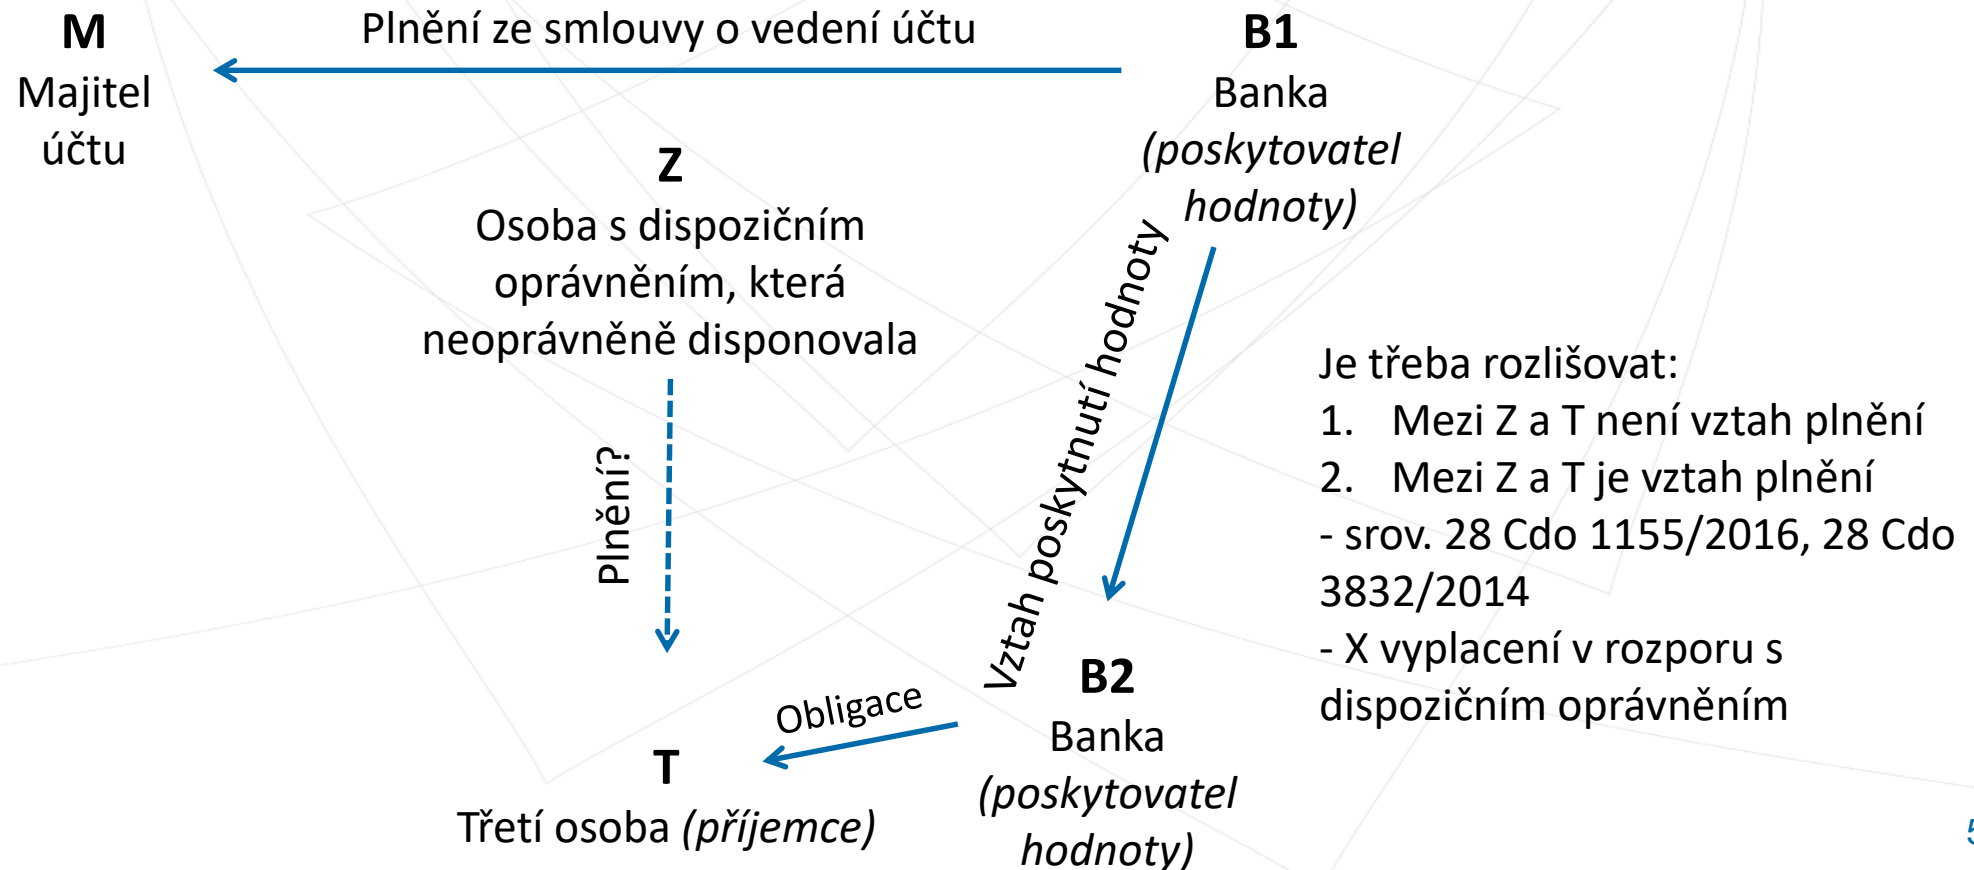 M
Majitel
účtu
Plnění ze smlouvy o vedení účtu
B1
Banka
(poskytovatel
hodnoty)
Z
Osoba s dispozičním
oprávněním, která
neoprávněně disponovala
Plnění?
Vztah poskytnutí hodnoty
Je třeba rozlišovat:
1. Mezi Z a T není vztah plnění
2. Mezi Z a T je vztah plnění
- srov. 28 Cdo 1155/2016, 28 Cdo
3832/2014
- X vyplacení v rozporu s
dispozičním oprávněním
Obligace
B2
Banka
(poskytovatel
hodnoty)
T
Třetí osoba (příjemce)